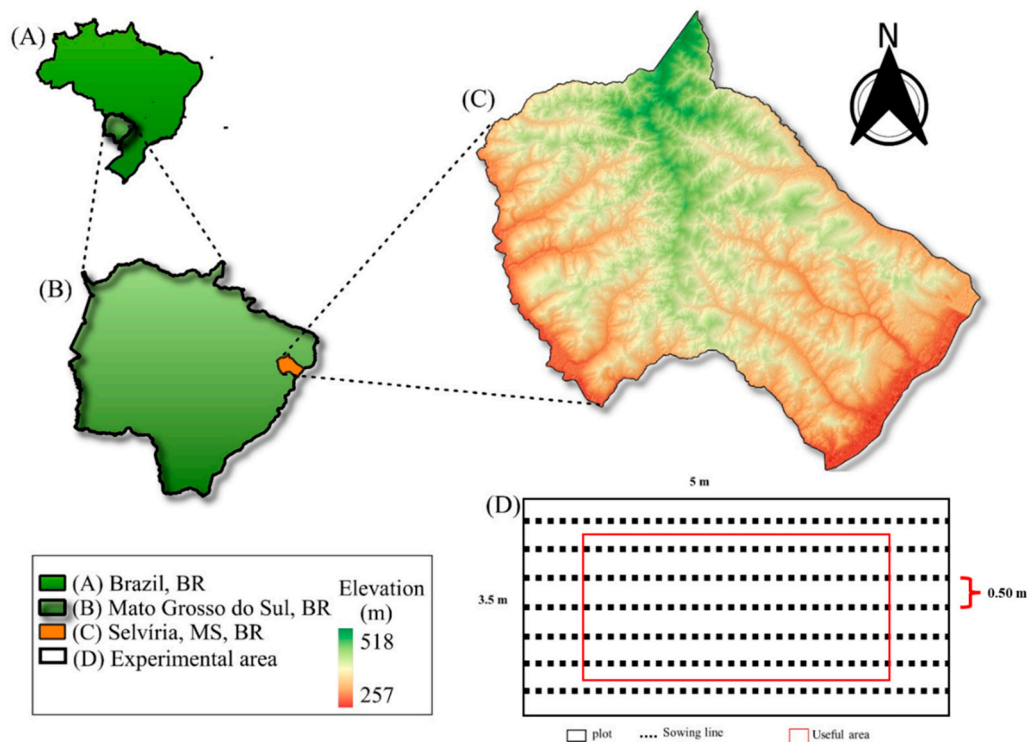 (A)
N
(C)
(B)
5 m
(D)
3.5 m
0.50 m
(A) Brazil, BR
(B) Mato Grosso do Sul, BR
(C) Selvíria, MS, BR
(D) Experimental area
Elevation
(m)
518
257
plot
Sowing line
Useful area